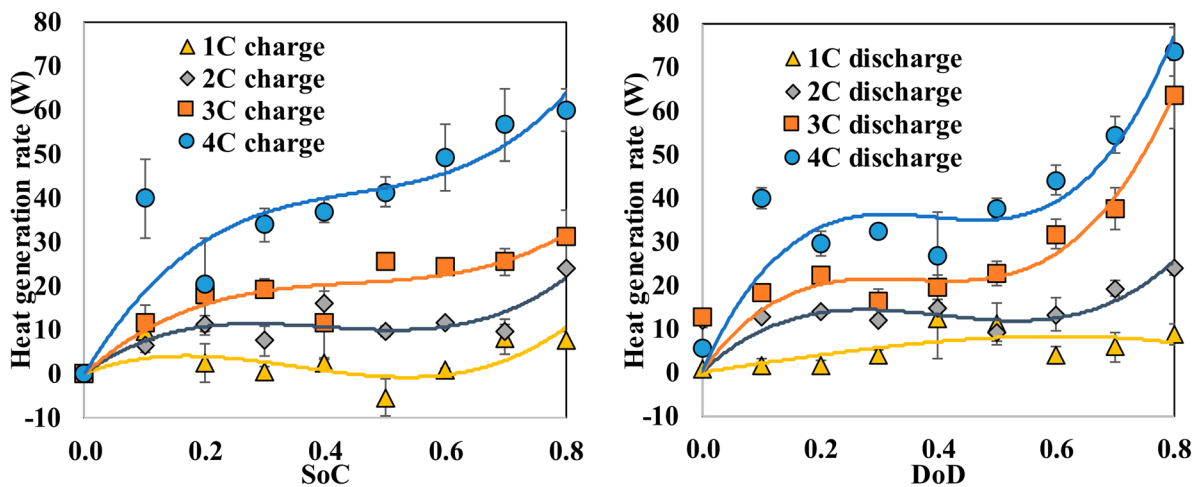 Heat generation rate (W)
80
70
60
50
40
30
20
10
0
-10
1C charge
2C charge
3C charge
4C charge
0.0
0.2
0.4
0.6
0.8
SoC
Heat generation rate (W)
80
70
60
50
40
30
20
10
0
-10
1C discharge
2C discharge
3C discharge
4C discharge
0.0
0.2
0.4
0.6
0.8
DoD